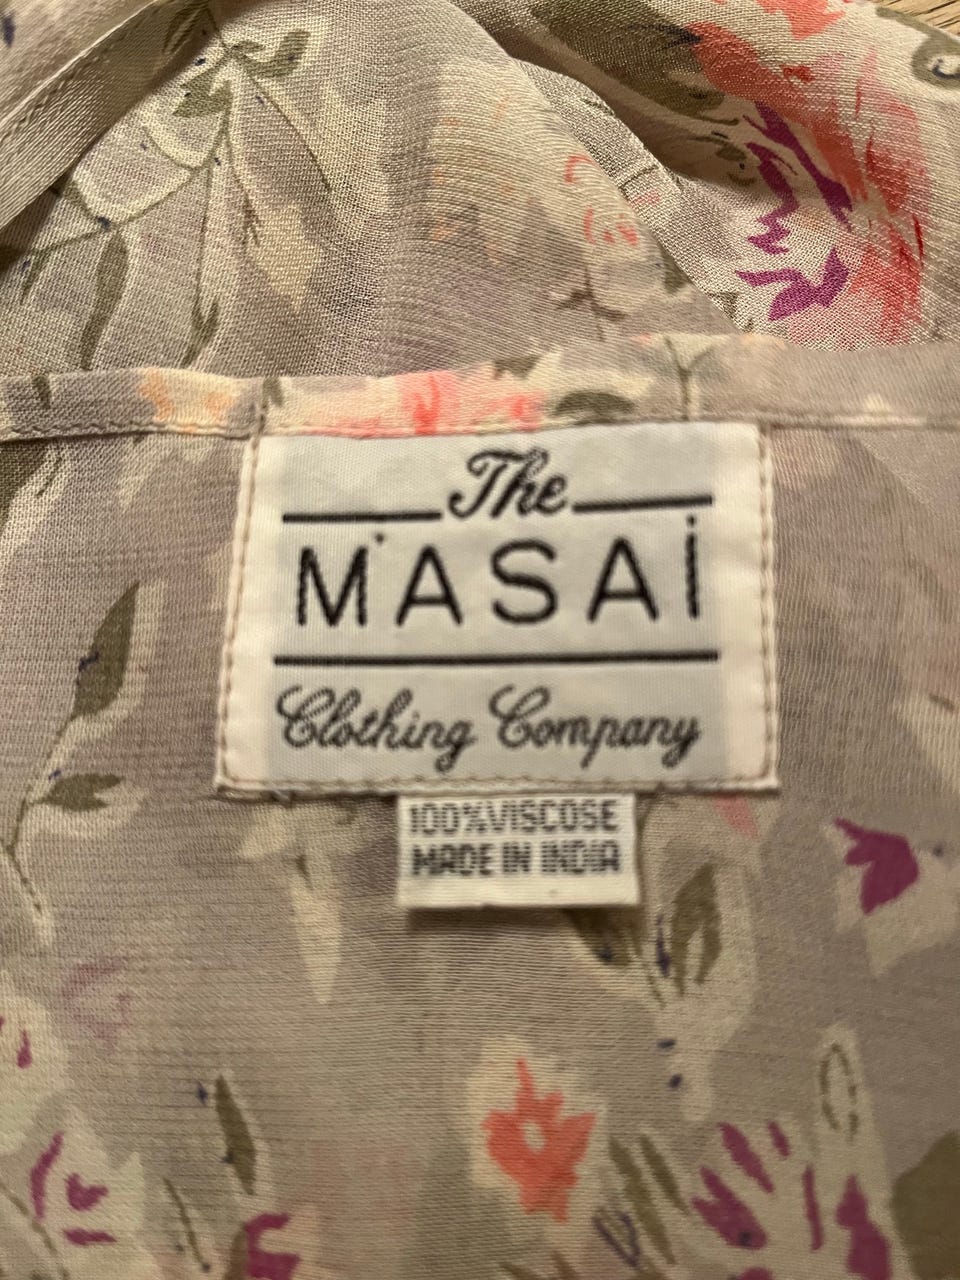 The
MASAI
Clothing Company
100%VISCOSE
MADE IN INDIA